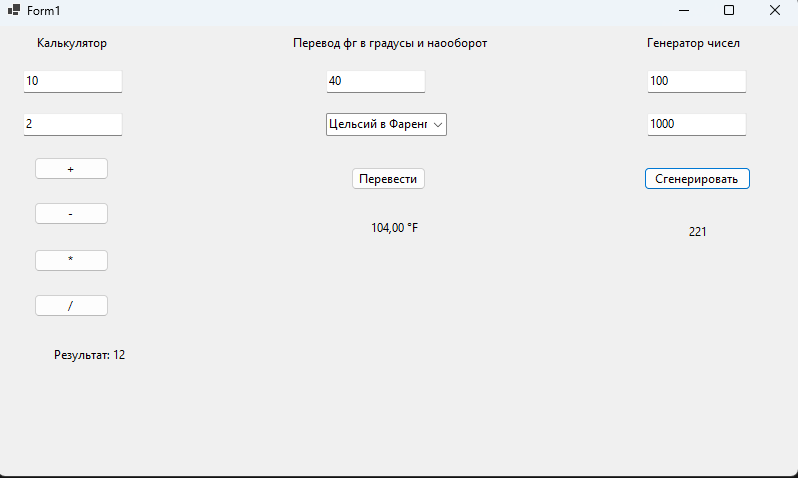 Form1
Калькулятор
10
2
+
-
*
/
Результат: 12
Перевод фг в градусы и наооборот
40
Цельсий в Фаренг
Перевести
104,00 °F
Генератор чисел
100
1000
Сгенерировать
221